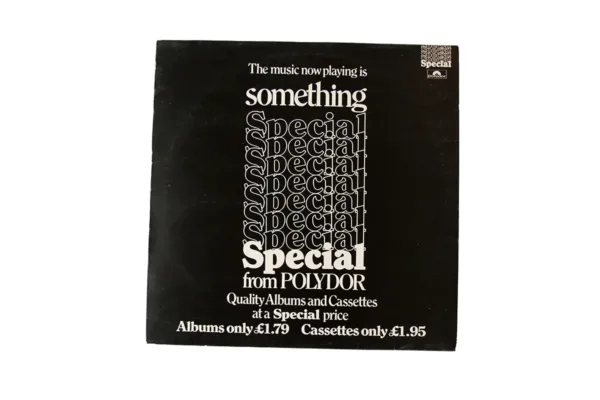 Special
The music now playing is
something
Special
Special
Special
Special
Special
Special
Special
Special
from POLYDOR
Quality Albums and Cassettes
at a Special price
Albums only £1.79 Cassettes only £1.95